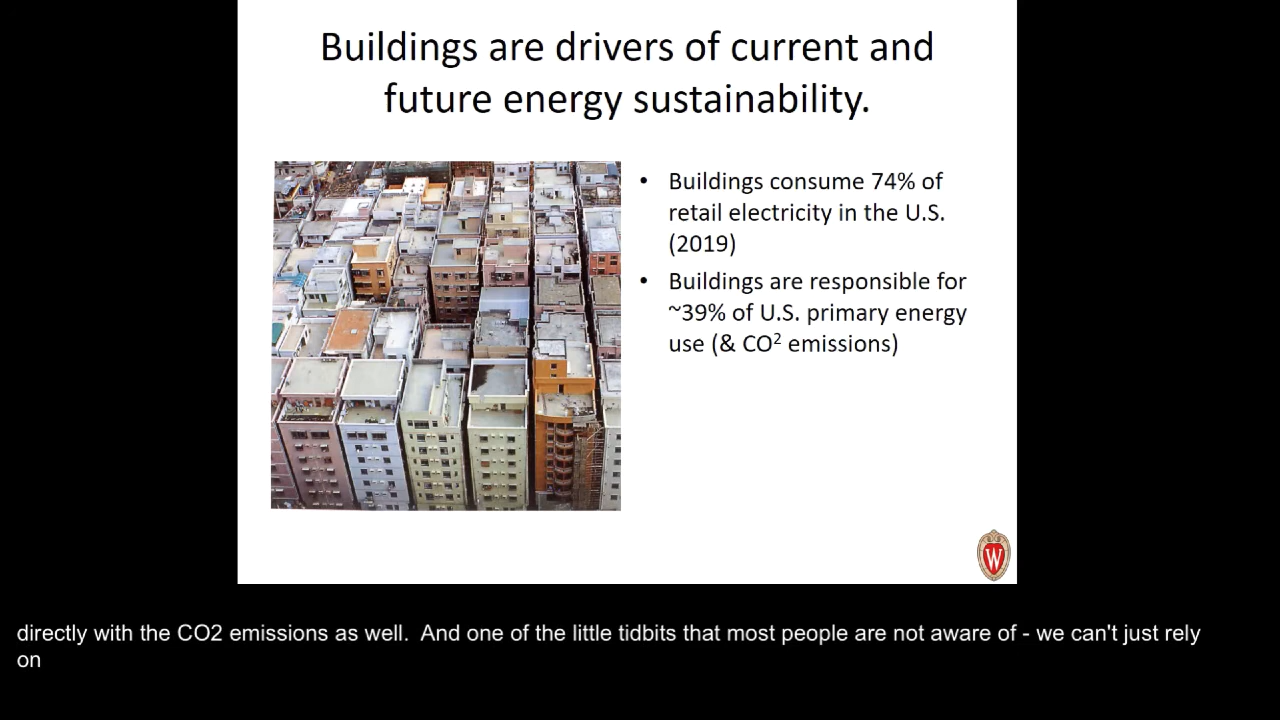 Buildings are drivers of current and
future energy sustainability.
• Buildings consume 74% of
retail electricity in the U.S.
(2019)
• Buildings are responsible for
~39% of U.S. primary energy
use (& CO² emissions)
W
directly with the CO2 emissions as well.  And one of the little tidbits that most people are not aware of - we can't just rely
on